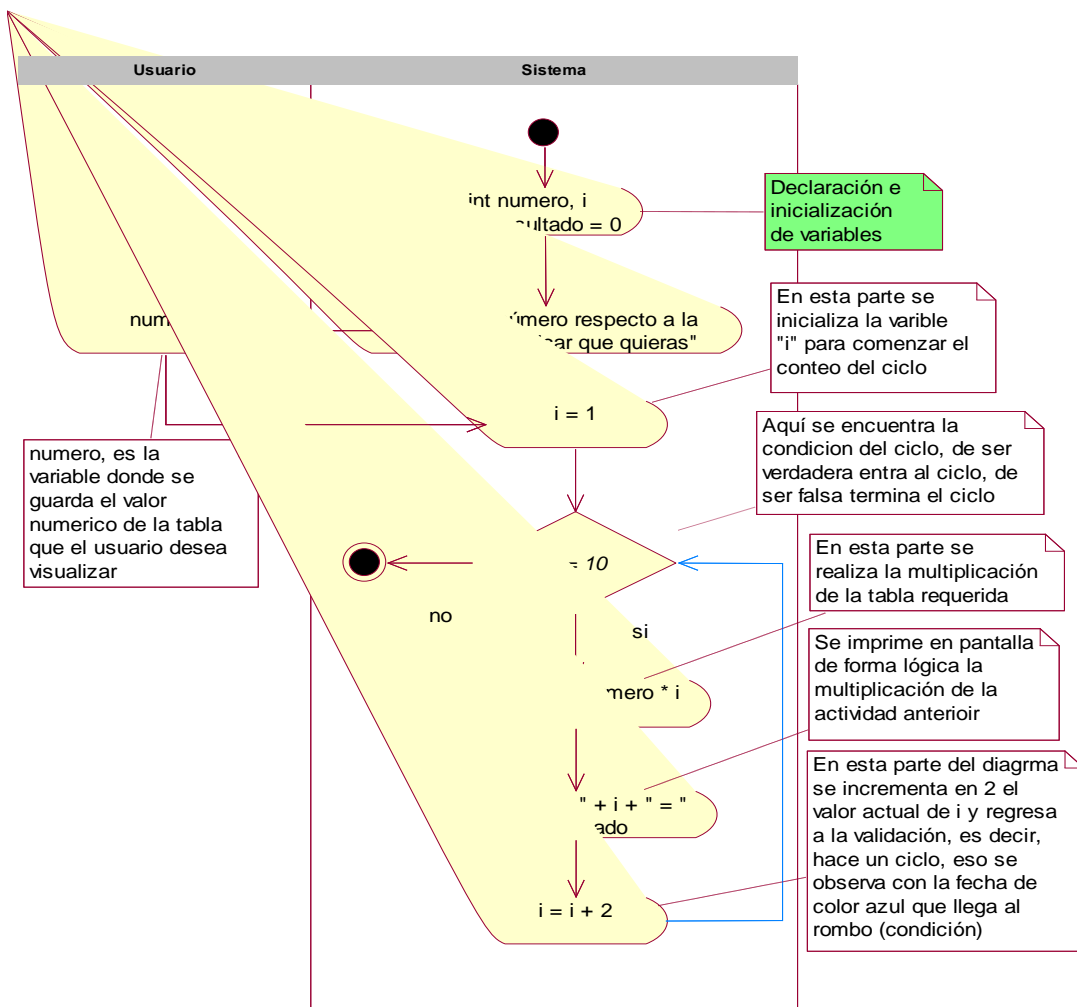 Usuario
Sistema
int numero, i
ultado = 0
Declaración e
inicialización
de variables
En esta parte se
inicializa la varible
"i" para comenzar el
conteo del ciclo
num
úmero respecto a la
ar que quieras"
i = 1
Aquí se encuentra la
condicion del ciclo, de ser
verdadera entra al ciclo, de
ser falsa termina el ciclo
numero, es la
variable donde se
guarda el valor
numerico de la tabla
que el usuario desea
visualizar
= 10
En esta parte se
realiza la multiplicación
de la tabla requerida
no
si
mero * i
Se imprime en pantalla
de forma lógica la
multiplicación de la
actividad anterioir
" + i + " = "
ado
En esta parte del diagrma
se incrementa en 2 el
valor actual de i y regresa
a la validación, es decir,
hace un ciclo, eso se
observa con la fecha de
color azul que llega al
rombo (condición)
i = i + 2